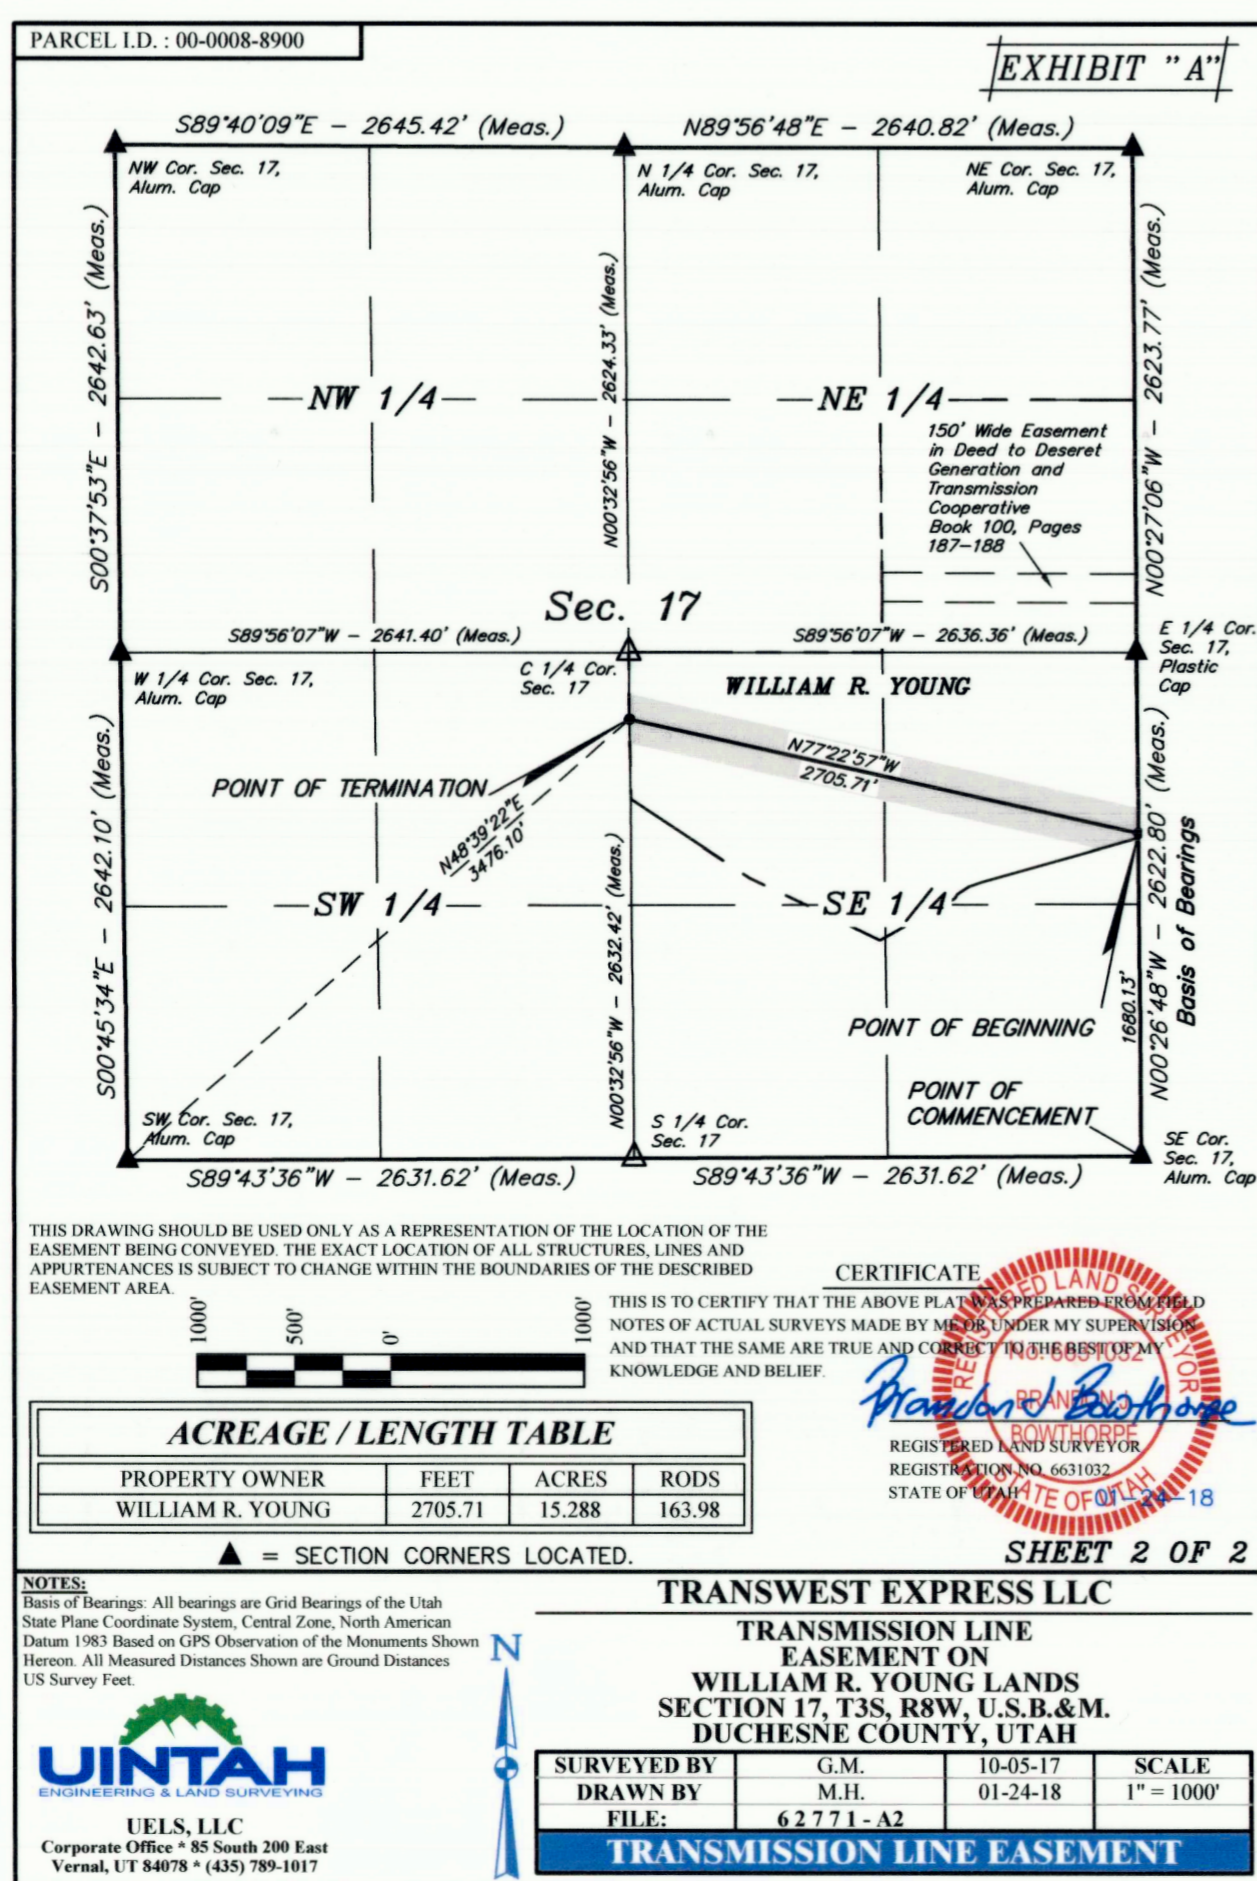 PARCEL I.D. : 00-0008-8900
EXHIBIT "A"
S89°40'09"E - 2645.42' (Meas.)
N89°56'48"E - 2640.82' (Meas.)
NW Cor. Sec. 17,
Alum. Cap
N 1/4 Cor. Sec. 17,
Alum. Cap
NE Cor. Sec. 17,
Alum. Cap
S00°37'53"E - 2642.63' (Meas.)
N00°32'56"W - 2624.33' (Meas.)
N00°27'06"W - 2623.77' (Meas.)
NW 1/4
NE 1/4
150' Wide Easement
in Deed to Deseret
Generation and
Transmission
Cooperative
Book 100, Pages
187-188
Sec. 17
S89°56'07"W - 2641.40' (Meas.)
S89°56'07"W - 2636.36' (Meas.)
E 1/4 Cor.
Sec. 17,
Plastic
Cap
W 1/4 Cor. Sec. 17,
Alum. Cap
C 1/4 Cor.
Sec. 17
WILLIAM R. YOUNG
N77°22'57"W
2705.71'
POINT OF TERMINATION
N48°39'22"E
3476.10'
S00°45'34"E - 2642.10' (Meas.)
N00°32'56"W - 2632.42' (Meas.)
N00°26'48"W - 2622.80' (Meas.)
Basis of Bearings
SW 1/4
SE 1/4
1680.13'
POINT OF BEGINNING
POINT OF
COMMENCEMENT
SW Cor. Sec. 17,
Alum. Cap
S 1/4 Cor.
Sec. 17
SE Cor.
Sec. 17,
Alum. Cap
S89°43'36"W - 2631.62' (Meas.)
S89°43'36"W - 2631.62' (Meas.)
THIS DRAWING SHOULD BE USED ONLY AS A REPRESENTATION OF THE LOCATION OF THE
EASEMENT BEING CONVEYED. THE EXACT LOCATION OF ALL STRUCTURES, LINES AND
APPURTENANCES IS SUBJECT TO CHANGE WITHIN THE BOUNDARIES OF THE DESCRIBED
EASEMENT AREA.
1000' 500' 0' 1000'
CERTIFICATE
THIS IS TO CERTIFY THAT THE ABOVE PLAT WAS PREPARED FROM FIELD
NOTES OF ACTUAL SURVEYS MADE BY ME OR UNDER MY SUPERVISION
AND THAT THE SAME ARE TRUE AND CORRECT TO THE BEST OF MY
KNOWLEDGE AND BELIEF.
REGISTERED LAND SURVEYOR
No. 6631032
BRANDON J.
BOWTHORPE
STATE OF UTAH
Brandon J Bowthorpe
REGISTERED LAND SURVEYOR
REGISTRATION NO. 6631032
STATE OF UTAH
01-24-18
ACREAGE / LENGTH TABLE
PROPERTY OWNER FEET ACRES RODS
WILLIAM R. YOUNG 2705.71 15.288 163.98
▲ = SECTION CORNERS LOCATED.
SHEET 2 OF 2
NOTES:
Basis of Bearings: All bearings are Grid Bearings of the Utah
State Plane Coordinate System, Central Zone, North American
Datum 1983 Based on GPS Observation of the Monuments Shown
Hereon. All Measured Distances Shown are Ground Distances
US Survey Feet.
N
UINTAH
ENGINEERING & LAND SURVEYING
UELS, LLC
Corporate Office * 85 South 200 East
Vernal, UT 84078 * (435) 789-1017
TRANSWEST EXPRESS LLC
TRANSMISSION LINE
EASEMENT ON
WILLIAM R. YOUNG LANDS
SECTION 17, T3S, R8W, U.S.B.&M.
DUCHESNE COUNTY, UTAH
SURVEYED BY G.M. 10-05-17 SCALE
DRAWN BY M.H. 01-24-18 1" = 1000'
FILE: 6 2 7 7 1 - A2
TRANSMISSION LINE EASEMENT